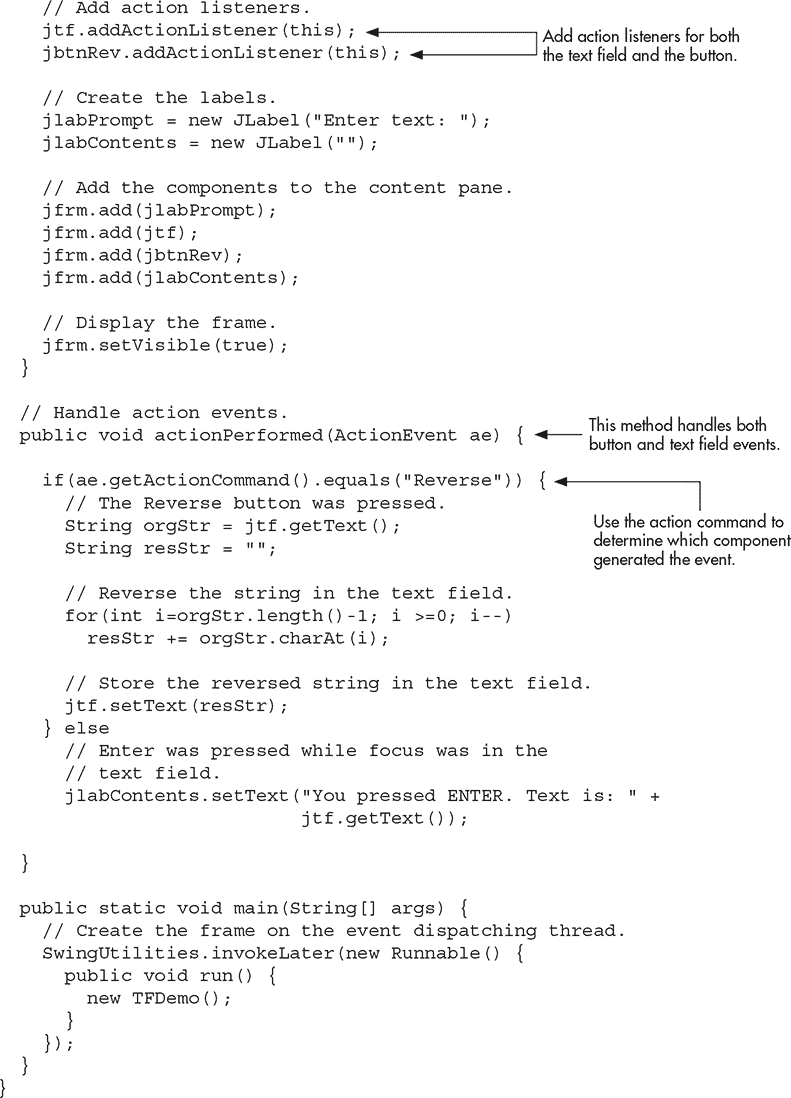 // Add action listeners.
jtf.addActionListener(this);
jbtnRev.addActionListener(this);
Add action listeners for both
the text field and the button.
// Create the labels.
jlabPrompt = new JLabel("Enter text: ");
jlabContents = new JLabel("");
// Add the components to the content pane.
jfrm.add(jlabPrompt);
jfrm.add(jtf);
jfrm.add(jbtnRev);
jfrm.add(jlabContents);
// Display the frame.
jfrm.setVisible(true);
}
// Handle action events.
public void actionPerformed(ActionEvent ae) {
This method handles both
button and text field events.
if(ae.getActionCommand().equals("Reverse")) {
// The Reverse button was pressed.
String orgStr = jtf.getText();
String resStr = "";
Use the action command to
determine which component
generated the event.
// Reverse the string in the text field.
for(int i=orgStr.length()-1; i >=0; i--)
resStr += orgStr.charAt(i);
// Store the reversed string in the text field.
jtf.setText(resStr);
} else
// Enter was pressed while focus was in the
// text field.
jlabContents.setText("You pressed ENTER. Text is: " +
jtf.getText());
}
public static void main(String[] args) {
// Create the frame on the event dispatching thread.
SwingUtilities.invokeLater(new Runnable() {
public void run() {
new TFDemo();
}
});
}
}